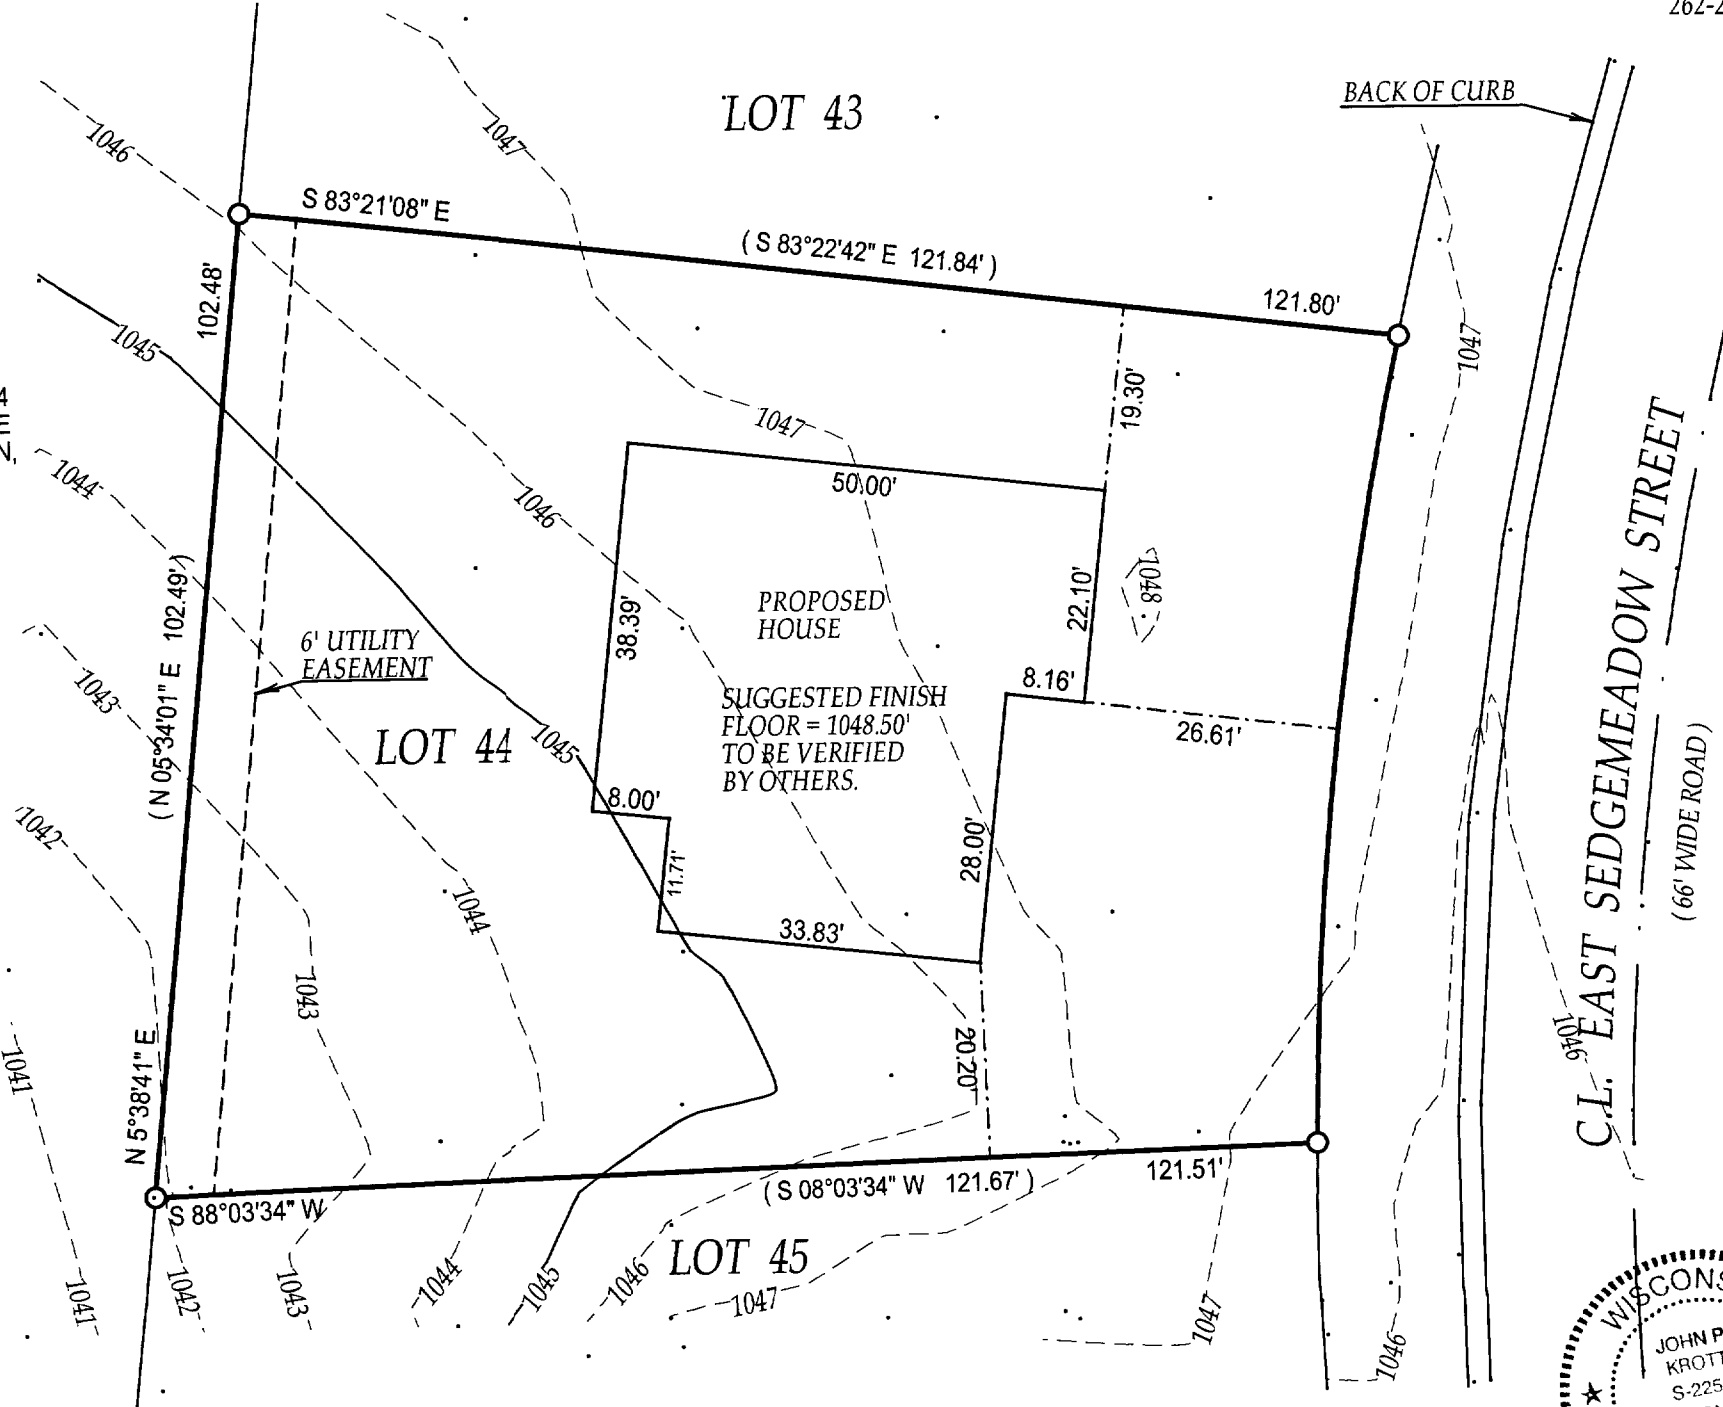 262-2
LOT 43
BACK OF CURB
1046
1047
S 83°21'08" E
( S 83°22'42" E 121.84' )
121.80'
102.48'
1045
1047
19.30'
1047
4
1044
1046
50.00'
38.39'
PROPOSED
HOUSE
22.10'
1048
( N 05°34'01" E 102.49' )
6' UTILITY
EASEMENT
1043
8.16'
SUGGESTED FINISH
FLOOR = 1048.50'
TO BE VERIFIED
BY OTHERS.
26.61'
LOT 44
1045
8.00'
1042
28.00'
11.71'
1044
33.83'
C.L. EAST SEDGEMEADOW STREET
( 66' WIDE ROAD )
1043
1041
N 5°38'41" E
20.20'
1046
S 88°03'34" W
( S 08°03'34" W 121.67' )
121.51'
LOT 45
1041
1042
1043
1044
1045
1046
1047
1047
1046
WISCONS
JOHN P
KROTT
S-225